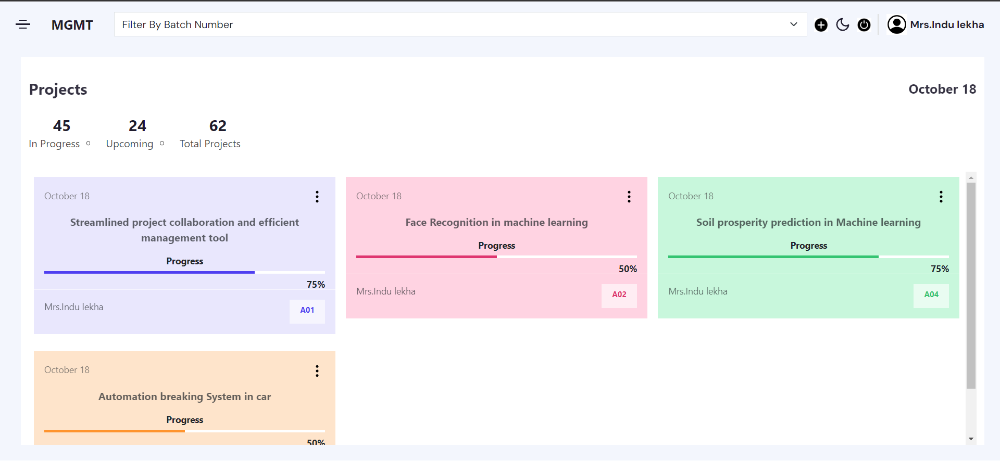 MGMT
Filter By Batch Number
Mrs.Indu lekha
Projects
October 18
45
In Progress
24
Upcoming
62
Total Projects
October 18
Streamlined project collaboration and efficient
management tool
Progress
75%
Mrs.Indu lekha
A01
October 18
Face Recognition in machine learning
Progress
50%
Mrs.Indu lekha
A02
October 18
Soil prosperity prediction in Machine learning
Progress
75%
Mrs.Indu lekha
A04
October 18
Automation breaking System in car
Progress
50%